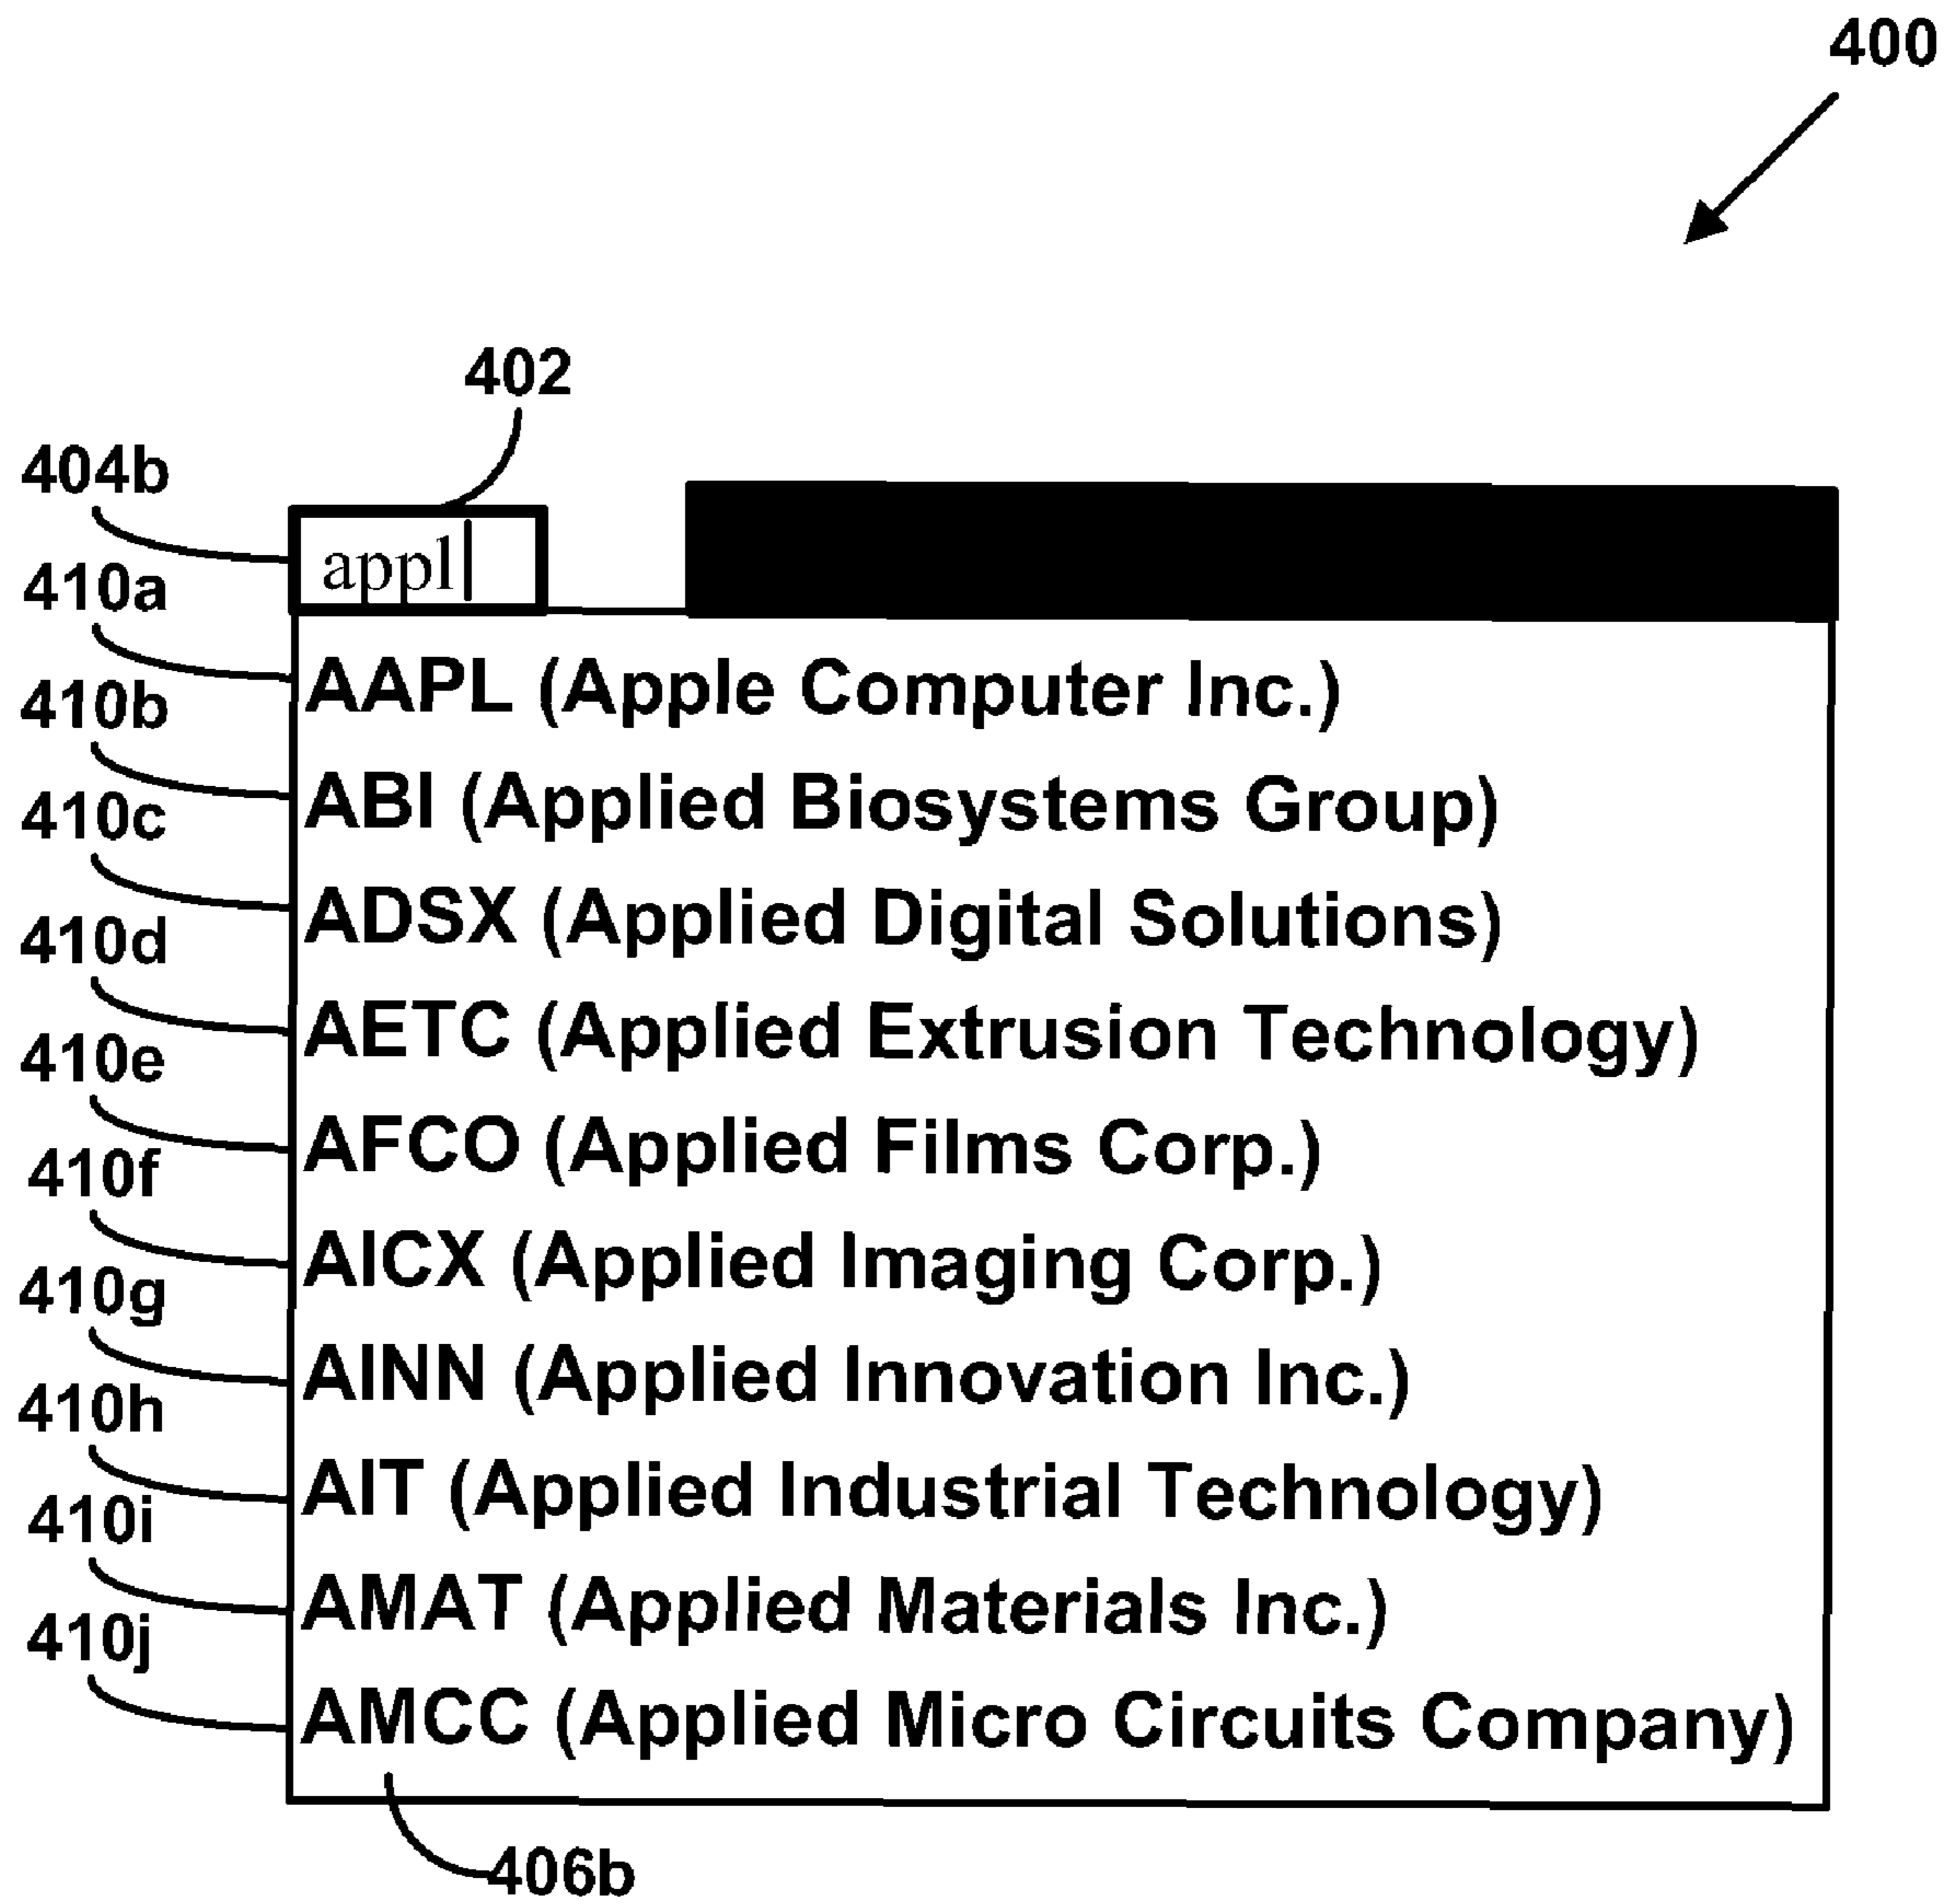 400
402
404b
appl
410a
AAPL (Apple Computer Inc.)
410b
ABI (Applied Biosystems Group)
410c
ADSX (Applied Digital Solutions)
410d
AETC (Applied Extrusion Technology)
410e
AFCO (Applied Films Corp.)
410f
AICX (Applied Imaging Corp.)
410g
AINN (Applied Innovation Inc.)
410h
AIT (Applied Industrial Technology)
410i
AMAT (Applied Materials Inc.)
410j
AMCC (Applied Micro Circuits Company)
406b